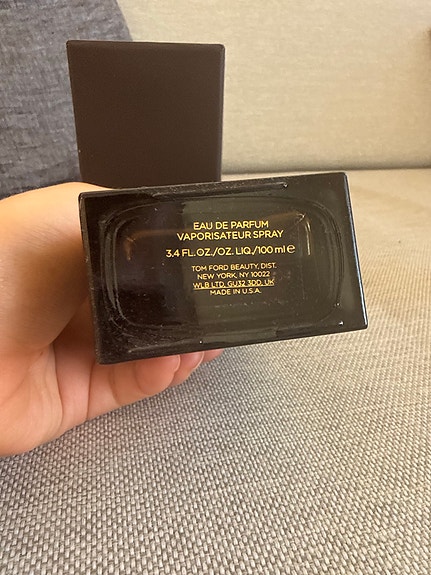 EAU DE PARFUM
VAPORISATEUR SPRAY
3.4 FL.OZ./OZ. LIQ./100 ml ℮
TOM FORD BEAUTY, DIST.
NEW YORK, NY 10022
WLB LTD, GU32 3DD, UK
MADE IN U.S.A.